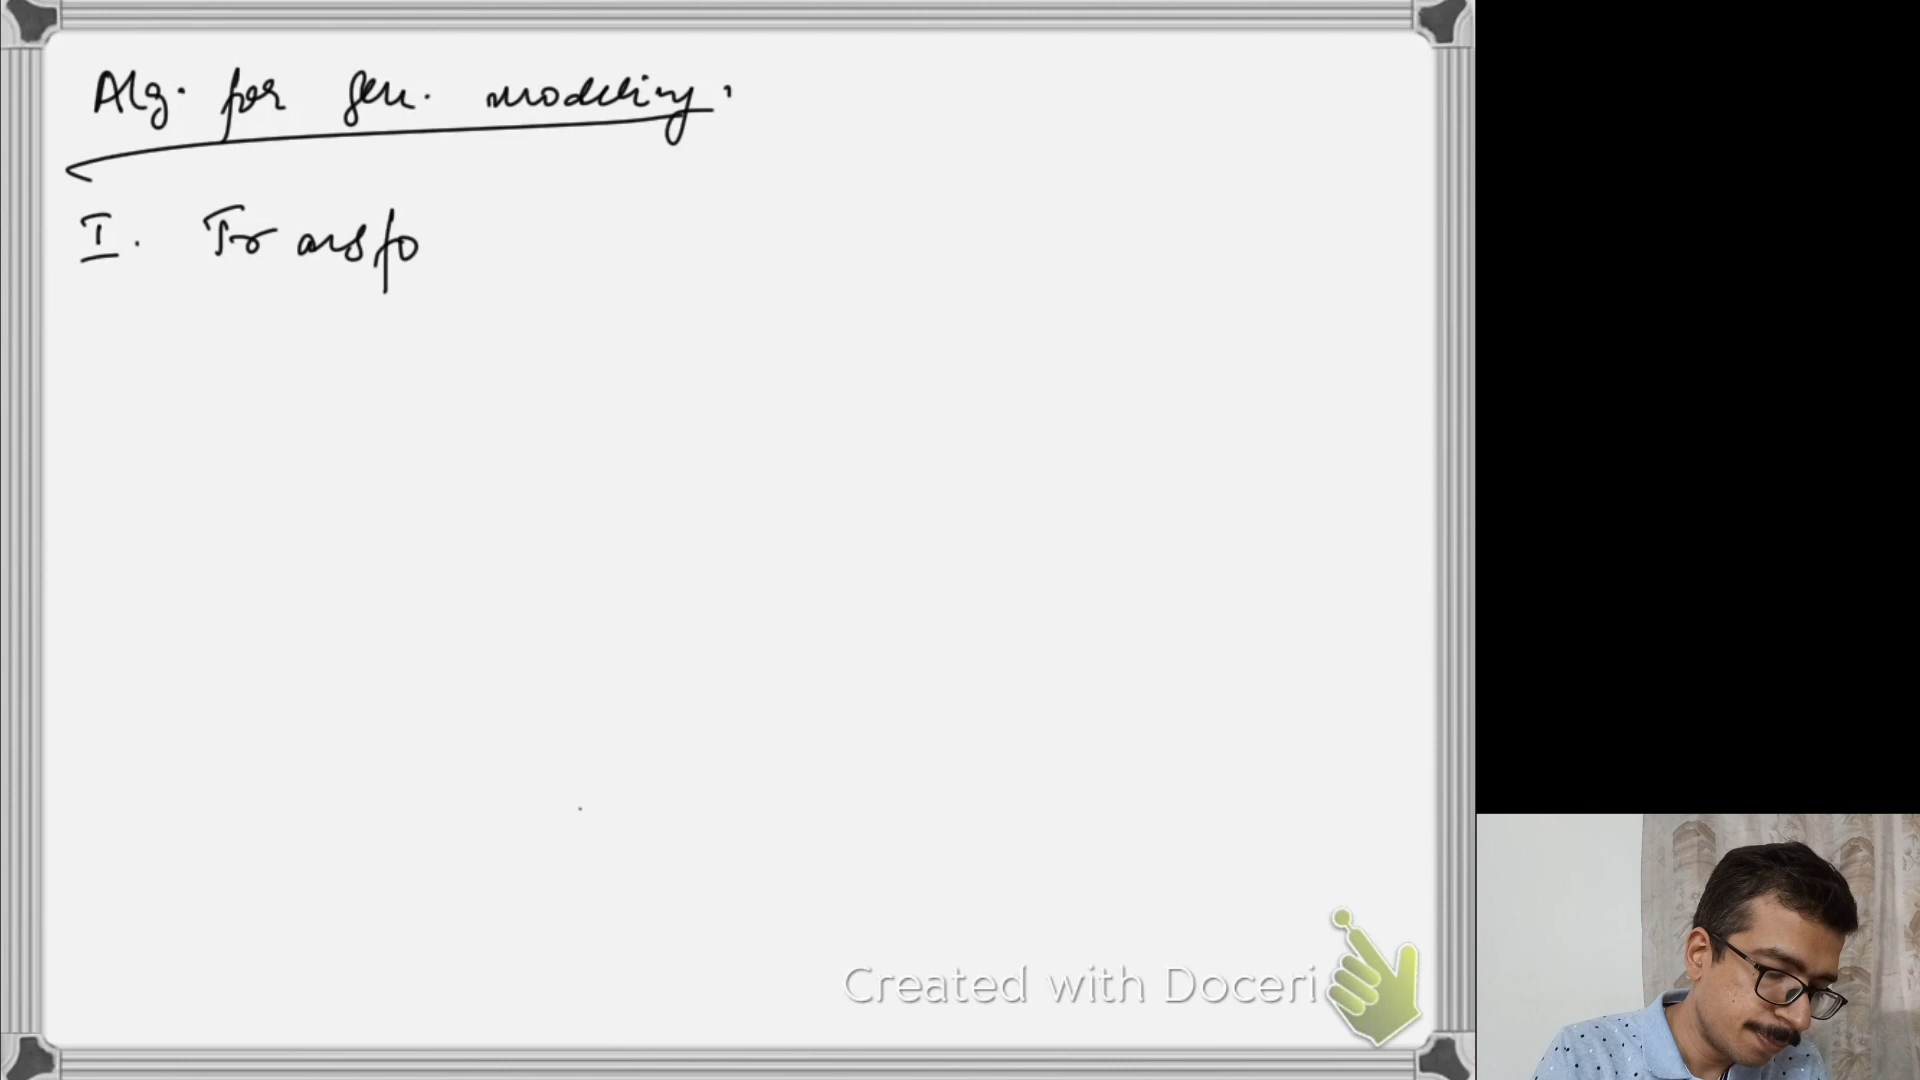 Alg. for gen. modeling.
I. Transfo
Created with Doceri